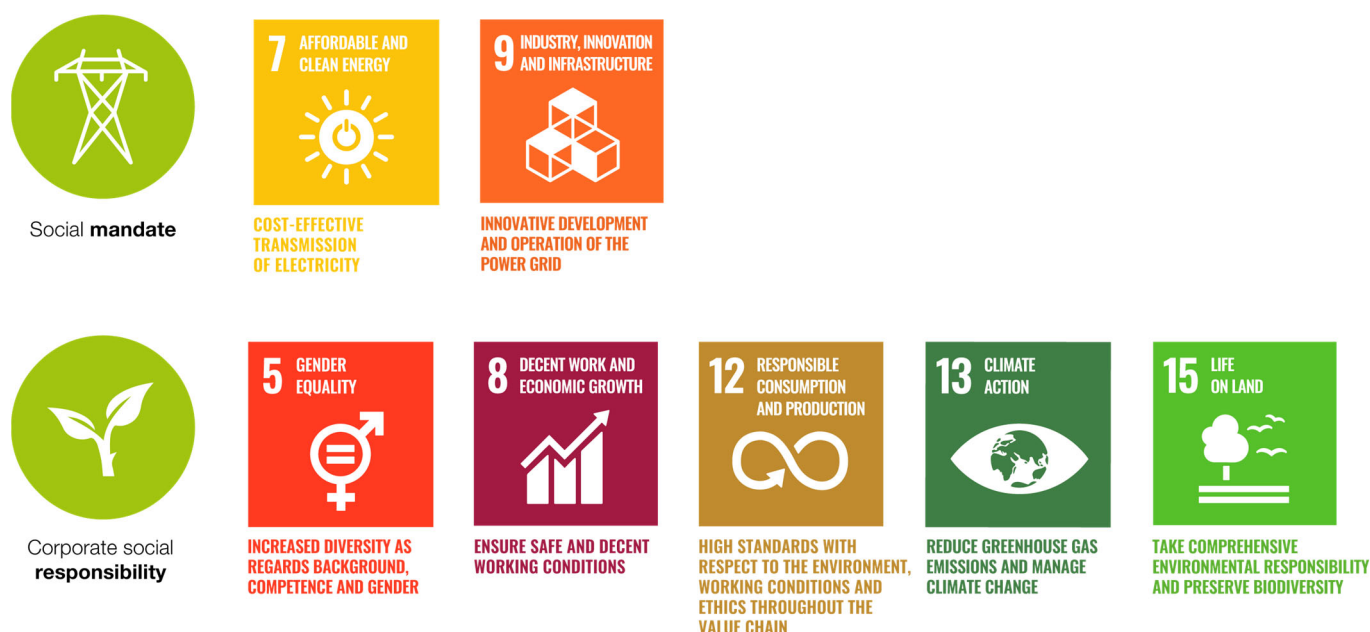 7 AFFORDABLE AND
CLEAN ENERGY
9 INDUSTRY, INNOVATION
AND INFRASTRUCTURE
Social mandate
COST-EFFECTIVE
TRANSMISSION
OF ELECTRICITY
INNOVATIVE DEVELOPMENT
AND OPERATION OF THE
POWER GRID
5 GENDER
EQUALITY
8 DECENT WORK AND
ECONOMIC GROWTH
12 RESPONSIBLE
CONSUMPTION
AND PRODUCTION
13 CLIMATE
ACTION
15 LIFE
ON LAND
Corporate social
responsibility
INCREASED DIVERSITY AS
REGARDS BACKGROUND,
COMPETENCE AND GENDER
ENSURE SAFE AND DECENT
WORKING CONDITIONS
HIGH STANDARDS WITH
RESPECT TO THE ENVIRONMENT,
WORKING CONDITIONS AND
ETHICS THROUGHOUT THE
VALUE CHAIN
REDUCE GREENHOUSE GAS
EMISSIONS AND MANAGE
CLIMATE CHANGE
TAKE COMPREHENSIVE
ENVIRONMENTAL RESPONSIBILITY
AND PRESERVE BIODIVERSITY